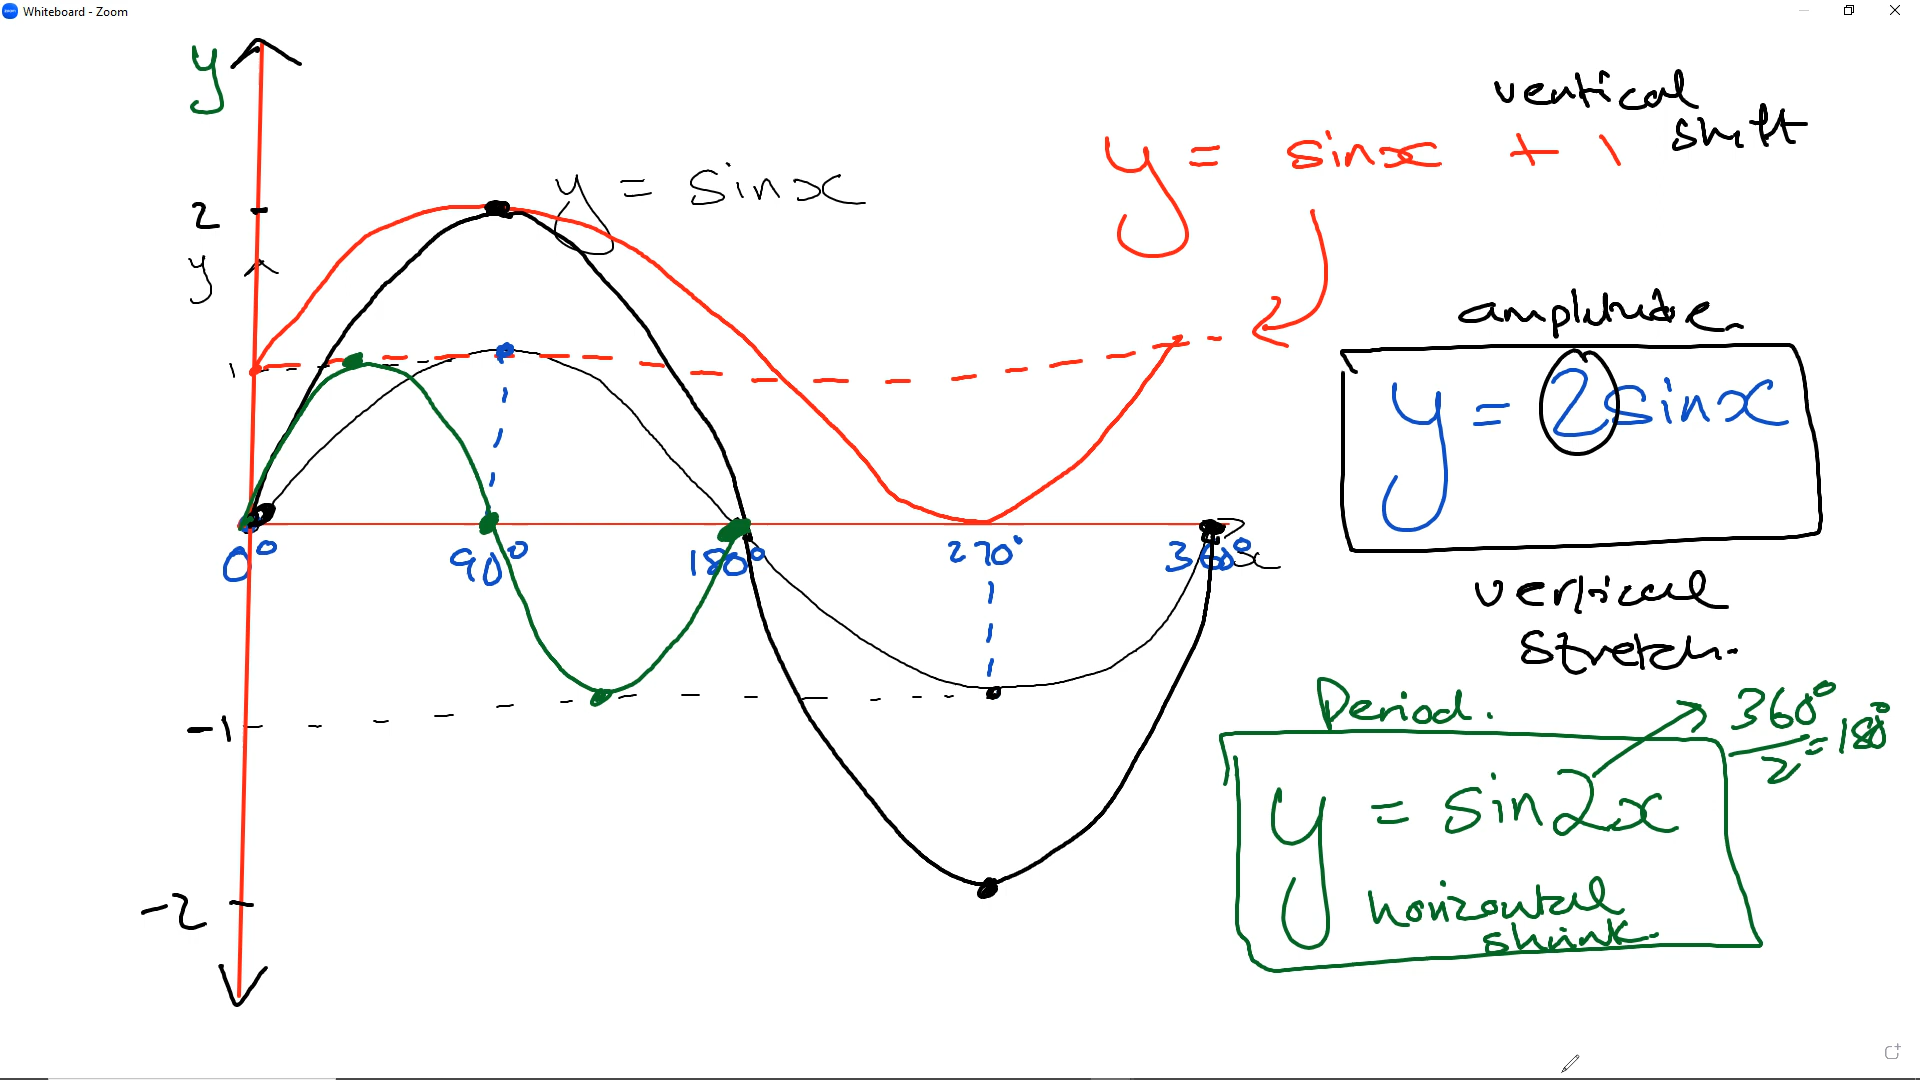 Whiteboard - Zoom
y
vertical
shift
y = sinx + 1
y = sinx
2
y
amplitude
1
y = 2sinx
0° 90° 180° 270° 360° x
vertical
stretch.
Period.
360°
2
= 180°
-1
y = sin2x
horizontal
shrink.
-2